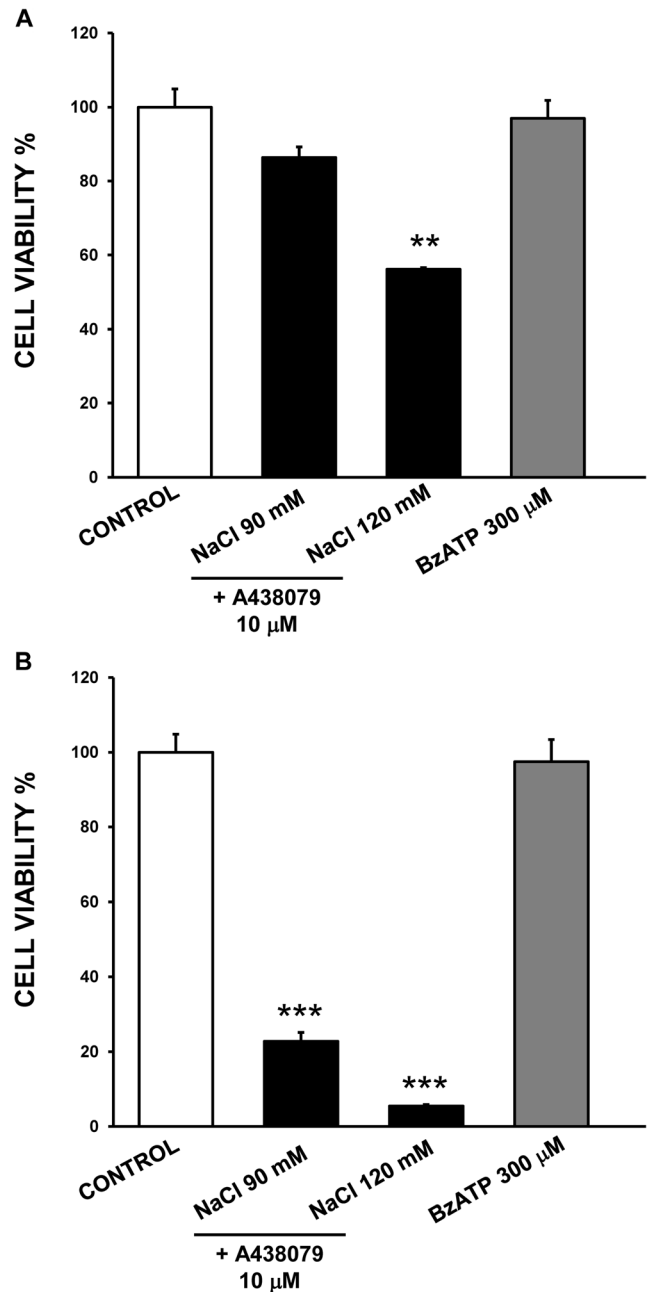 A
CELL VIABILITY %
120
100
80
60
40
20
0
**
CONTROL
NaCl 90 mM
NaCl 120 mM
BzATP 300 μM
+ A438079
10 μM
B
CELL VIABILITY %
120
100
80
60
40
20
0
***
***
CONTROL
NaCl 90 mM
NaCl 120 mM
BzATP 300 μM
+ A438079
10 μM